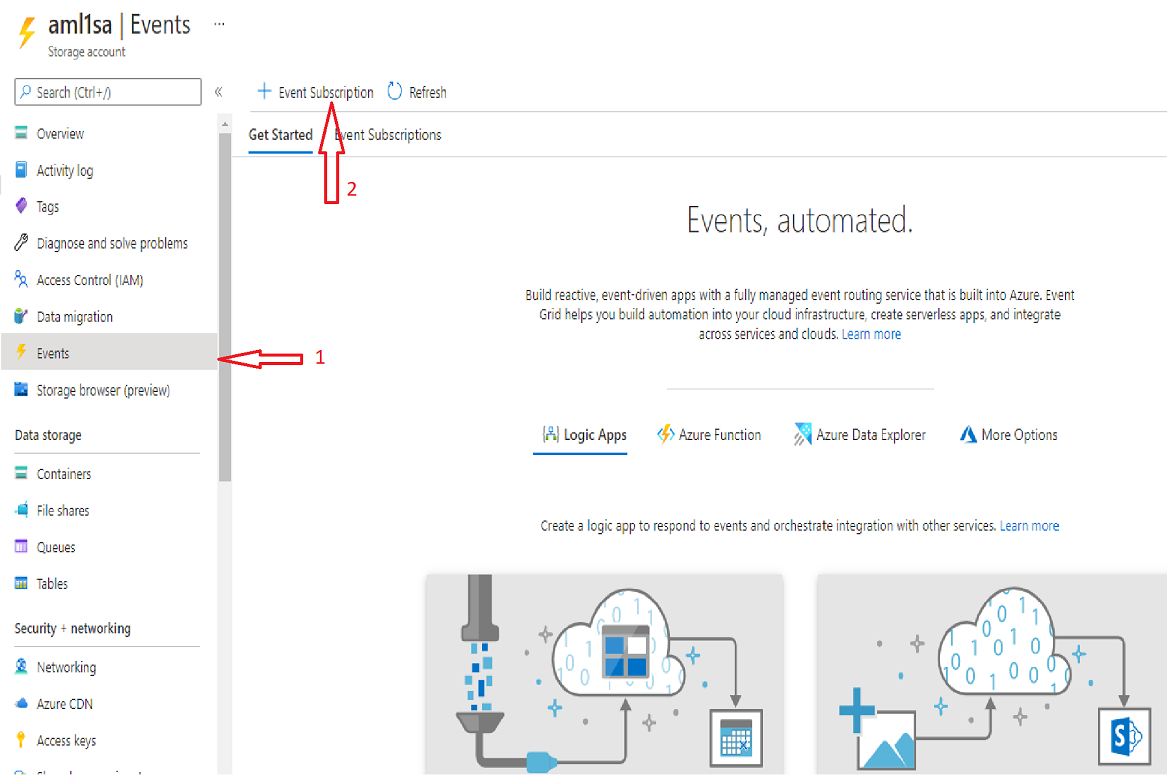 aml1sa | Events ...
Storage account
Search (Ctrl+/)
«
+ Event Subscription
Refresh
Get Started
Event Subscriptions
Overview
Activity log
Tags
Diagnose and solve problems
Access Control (IAM)
Data migration
Events
Storage browser (preview)
Data storage
Containers
File shares
Queues
Tables
Security + networking
Networking
Azure CDN
Access keys
1
2
Events, automated.
Build reactive, event-driven apps with a fully managed event routing service that is built into Azure. Event
Grid helps you build automation into your cloud infrastructure, create serverless apps, and integrate
across services and clouds. Learn more
Logic Apps
Azure Function
Azure Data Explorer
More Options
Create a logic app to respond to events and orchestrate integration with other services. Learn more